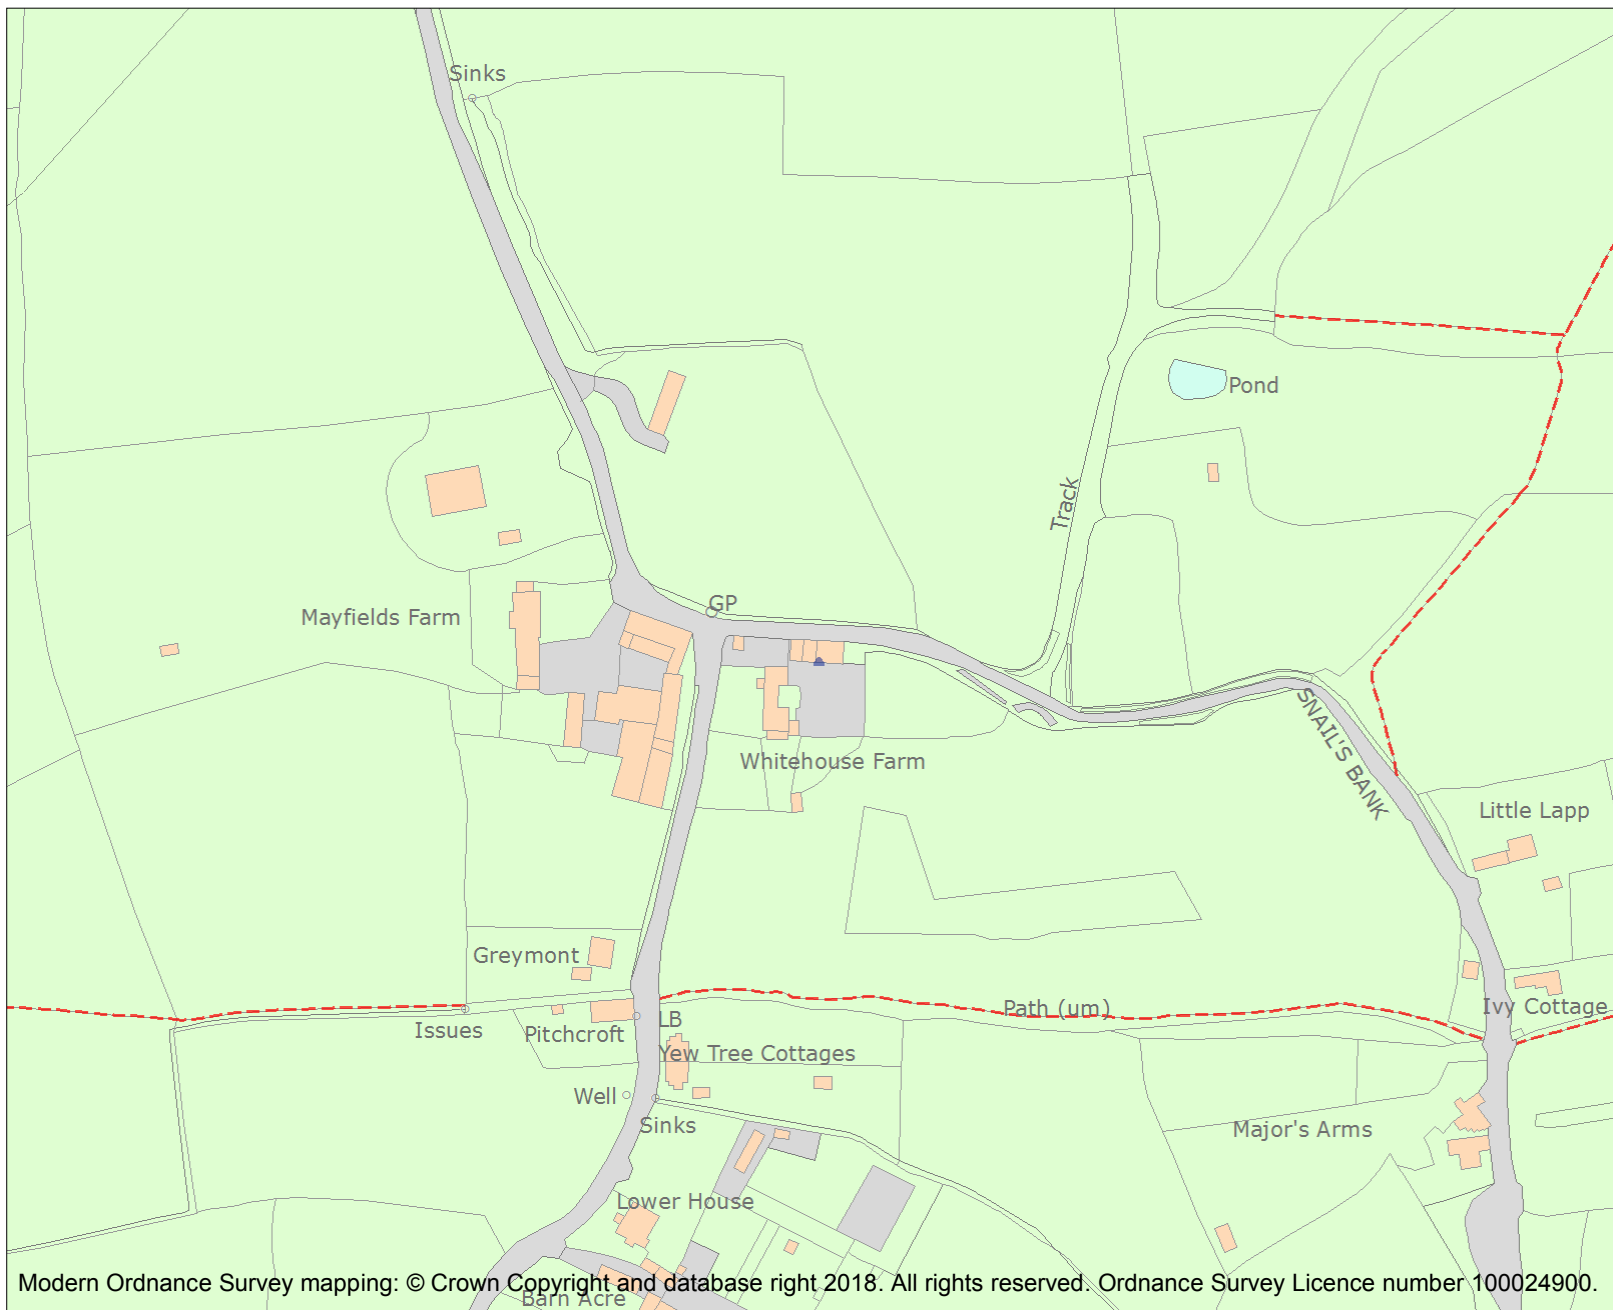 Sinks
Pond
Track
GP
Mayfields Farm
SNAIL'S BANK
Whitehouse Farm
Little Lapp
Greymont
Path (um)
Ivy Cottage
Issues
Pitchcroft
LB
Yew Tree Cottages
Well
Sinks
Major's Arms
Lower House
Modern Ordnance Survey mapping: © Crown Copyright and database right 2018. All rights reserved. Ordnance Survey Licence number 100024900.
Barn Acre